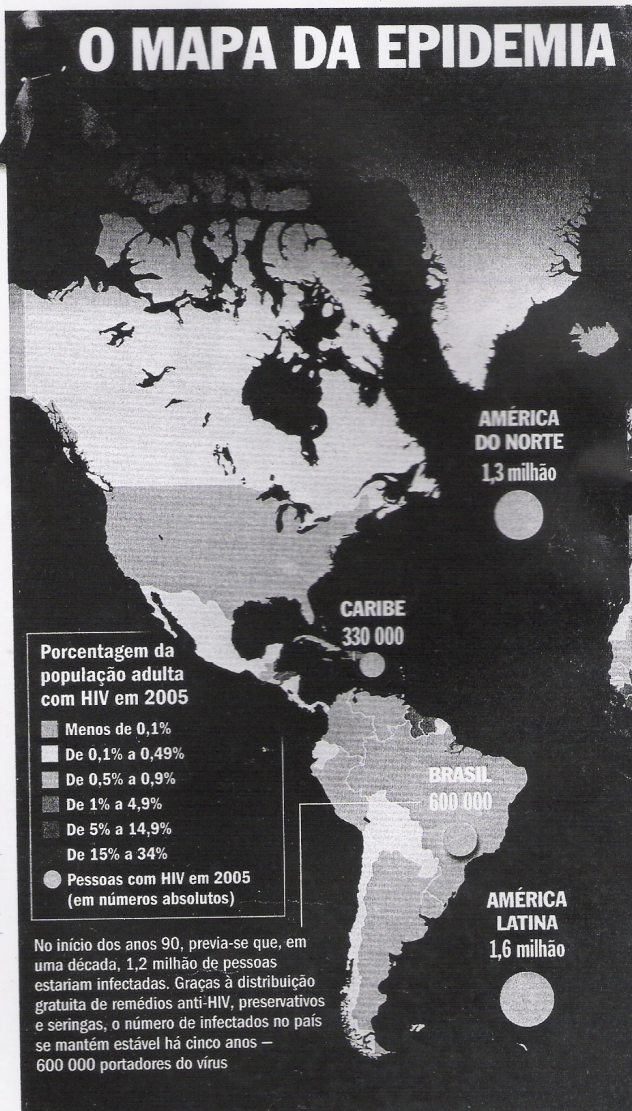 O MAPA DA EPIDEMIA
AMÉRICA
DO NORTE
1,3 milhão
CARIBE
330 000
Porcentagem da
população adulta
com HIV em 2005
Menos de 0,1%
De 0,1% a 0,49%
De 0,5% a 0,9%
De 1% a 4,9%
De 5% a 14,9%
De 15% a 34%
Pessoas com HIV em 2005
(em números absolutos)
BRASIL
600 000
AMÉRICA
LATINA
1,6 milhão
No início dos anos 90, previa-se que, em
uma década, 1,2 milhão de pessoas
estariam infectadas. Graças à distribuição
gratuita de remédios anti-HIV, preservativos
e seringas, o número de infectados no país
se mantém estável há cinco anos —
600 000 portadores do vírus